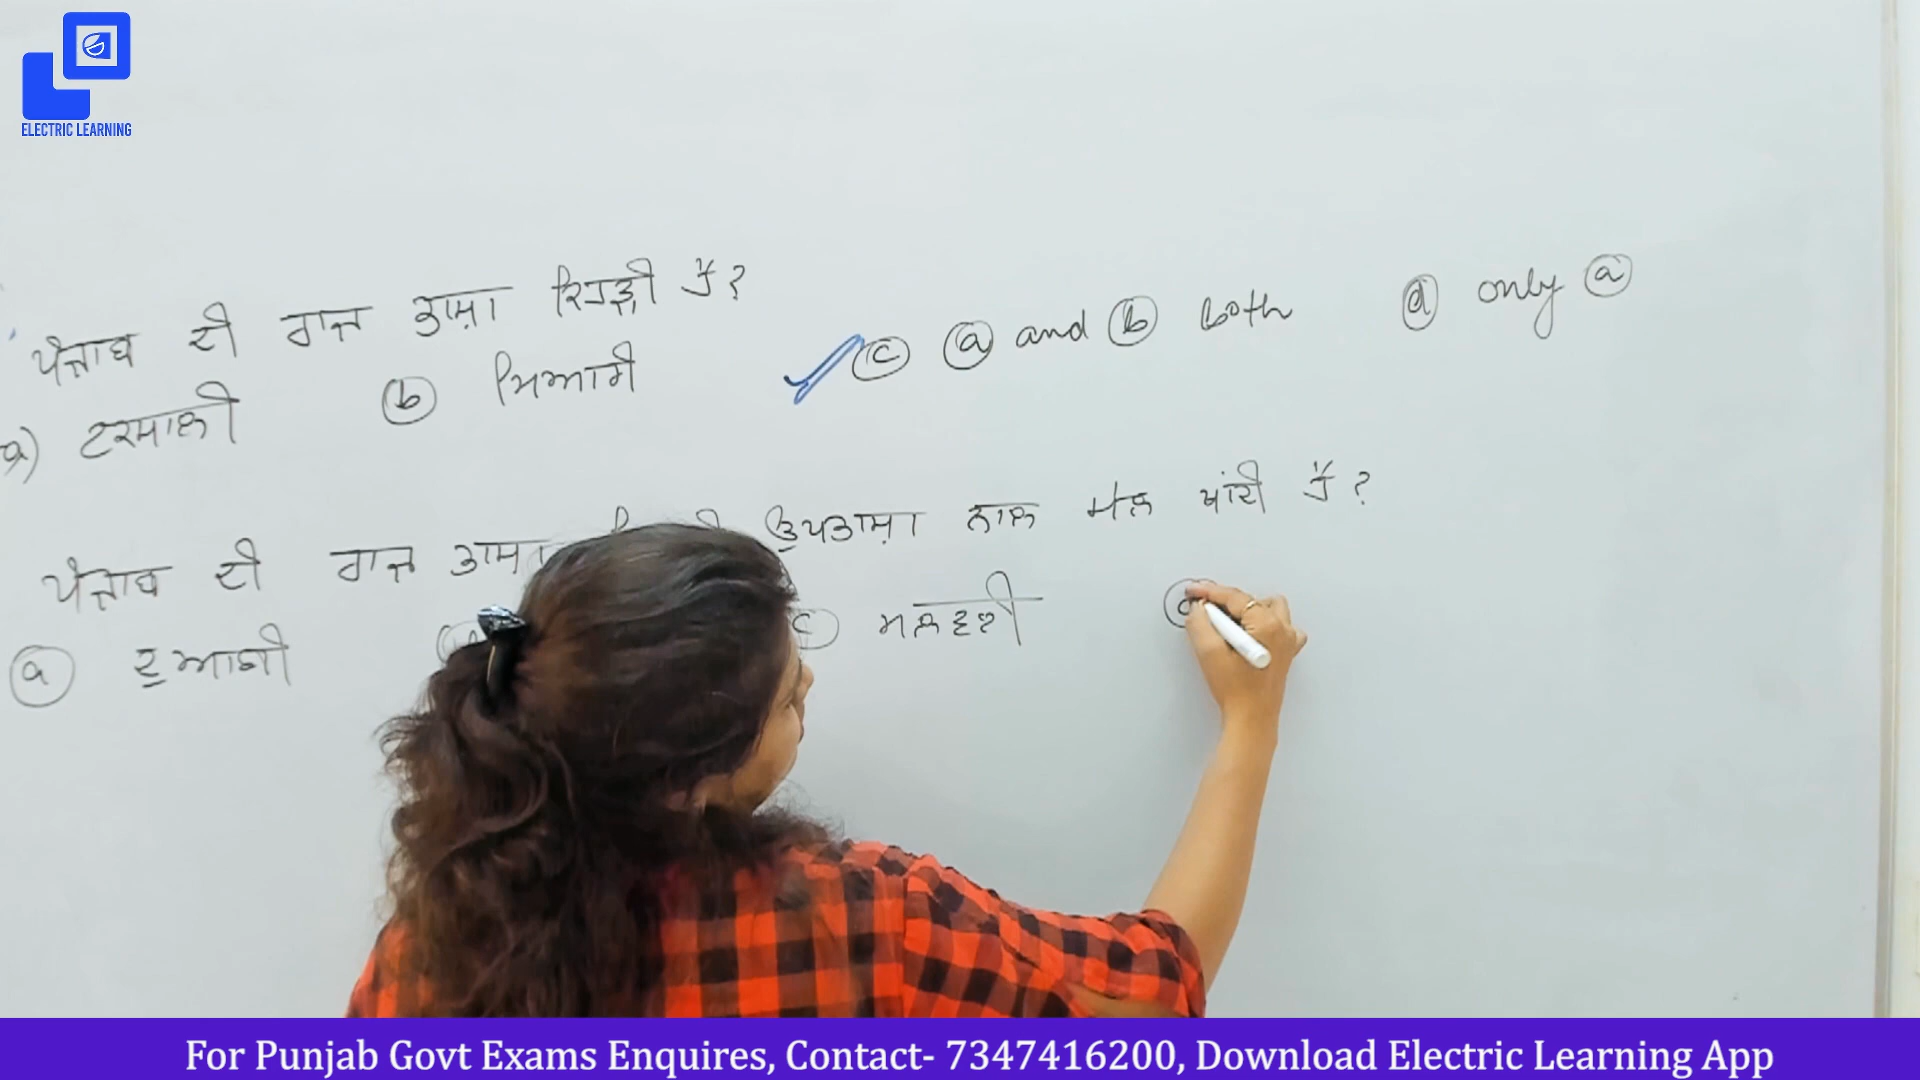 ELECTRIC LEARNING
ਪੰਜਾਬ ਦੀ ਰਾਜ ਭਾਸ਼ਾ ਕਿਹੜੀ ਹੈ?
a) ਟਕਸਾਲੀ b ਮਿਆਰੀ c a and b both d only a
ਪੰਜਾਬ ਦੀ ਰਾਜ ਭਾਸ਼ਾ ਉਪਭਾਸ਼ਾ ਨਾਲ ਮੇਲ ਖਾਂਦੀ ਹੈ?
a ਦੁਆਬੀ c ਮਲਵਈ d
For Punjab Govt Exams Enquires, Contact- 7347416200, Download Electric Learning App